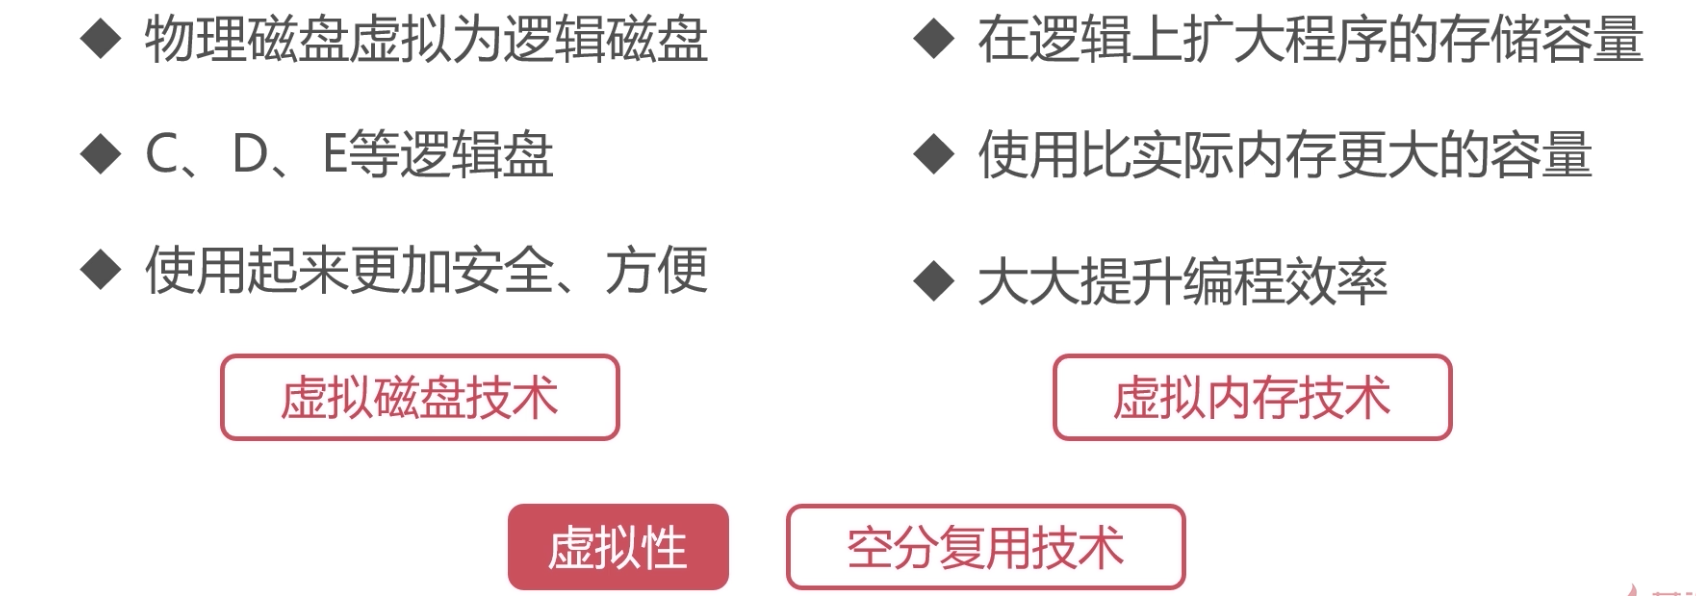 物理磁盘虚拟为逻辑磁盘
C、D、E等逻辑盘
使用起来更加安全、方便
虚拟磁盘技术
在逻辑上扩大程序的存储容量
使用比实际内存更大的容量
大大提升编程效率
虚拟内存技术
虚拟性
空分复用技术